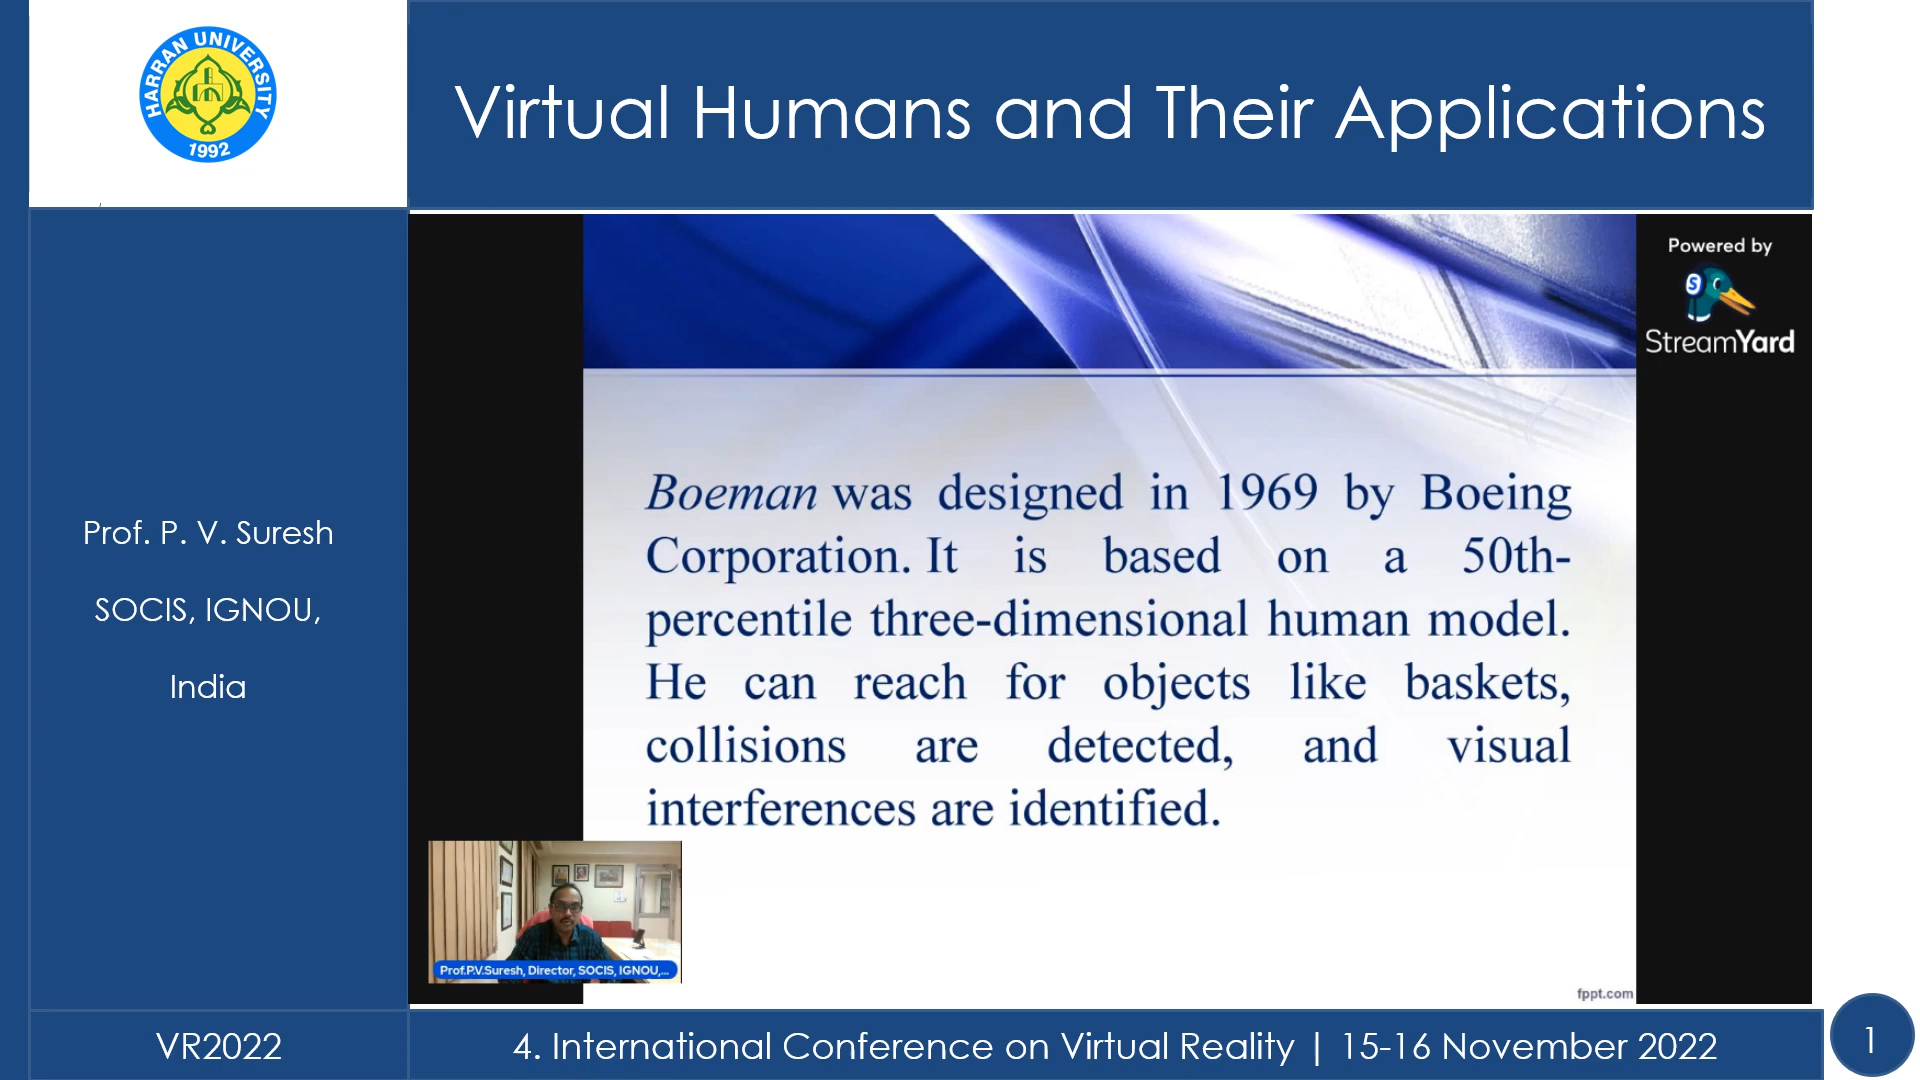 HARRAN UNIVERSITY
1992
Virtual Humans and Their Applications
Powered by
S
StreamYard
Boeman was designed in 1969 by Boeing
Corporation. It is based on a 50th-
percentile three-dimensional human model.
He can reach for objects like baskets,
collisions are detected, and visual
interferences are identified.
Prof. P. V. Suresh
SOCIS, IGNOU,
India
Prof.P.V.Suresh, Director, SOCIS, IGNOU,...
fppt.com
VR2022
4. International Conference on Virtual Reality | 15-16 November 2022
1